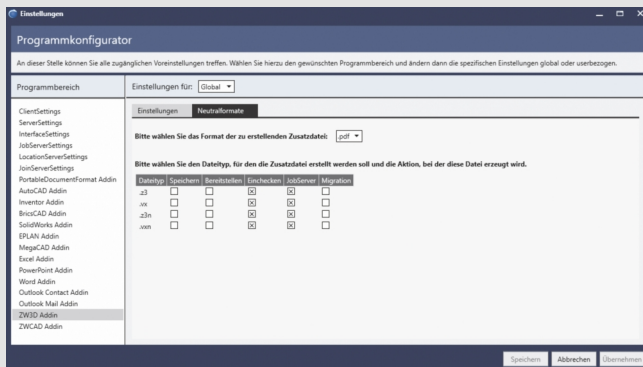 Einstellungen
Programmkonfigurator
An dieser Stelle können Sie alle zugänglichen Voreinstellungen treffen. Wählen Sie hierzu den gewünschten Programmbereich und ändern dann die spezifischen Einstellungen global oder userbezogen.
Programmbereich
Einstellungen für: Global
ClientSettings
ServerSettings
InterfaceSettings
JobServerSettings
LocationServerSettings
JoinServerSettings
PortableDocumentFormat Addin
AutoCAD Addin
Inventor Addin
BricsCAD Addin
SolidWorks Addin
EPLAN Addin
MegaCAD Addin
Excel Addin
PowerPoint Addin
Word Addin
Outlook Contact Addin
Outlook Mail Addin
ZW3D Addin
ZWCAD Addin
Einstellungen Neutralformate
Bitte wählen Sie das Format der zu erstellenden Zusatzdatei: .pdf
Bitte wählen Sie den Dateityp, für den die Zusatzdatei erstellt werden soll und die Aktion, bei der diese Datei erzeugt wird.
Dateityp Speichern Bereitstellen Einchecken JobServer Migration
.z3
.vx
.z3n
.vxn
Speichern Abbrechen Übernehmen